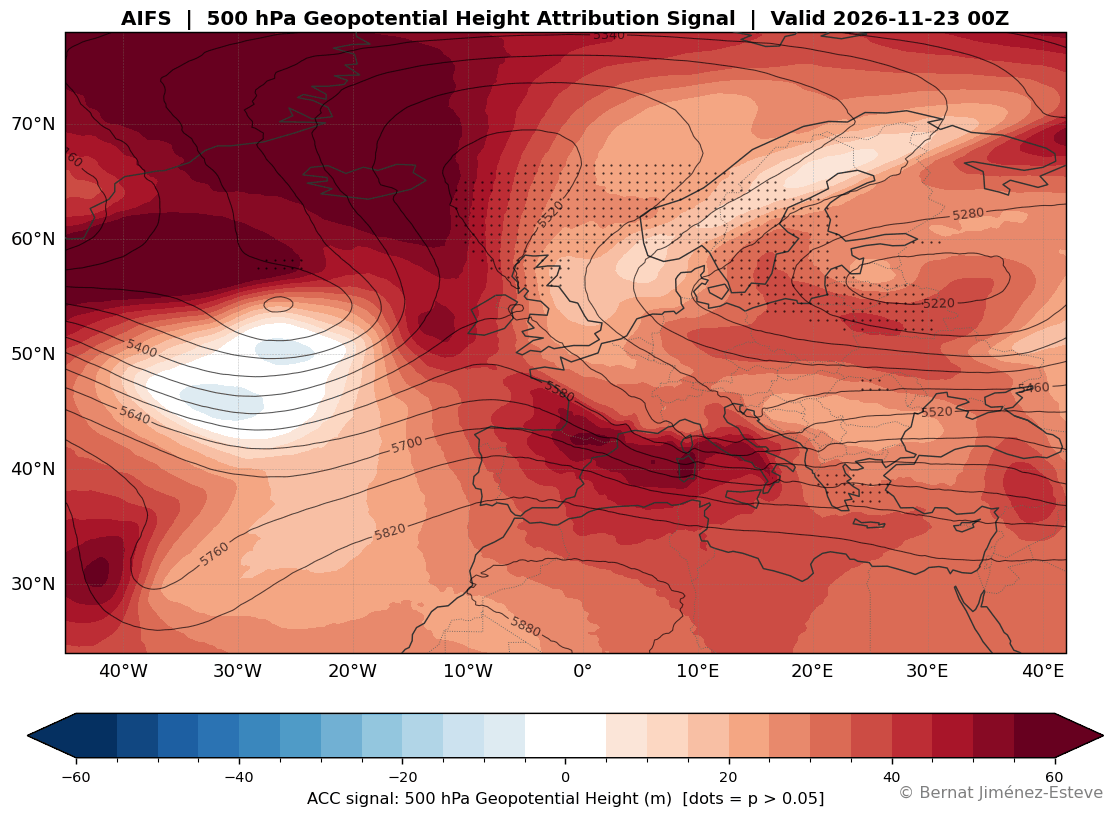 AIFS | 500 hPa Geopotential Height Attribution Signal | Valid 2026-11-23 00Z
5340
70°N
60
5520
5280
60°N
5220
5400
50°N
5580
5460
5640
5520
5700
40°N
5820
5760
30°N
5880
40°W 30°W 20°W 10°W 0° 10°E 20°E 30°E 40°E
−60 −40 −20 0 20 40 60
ACC signal: 500 hPa Geopotential Height (m) [dots = p > 0.05]
© Bernat Jiménez-Esteve